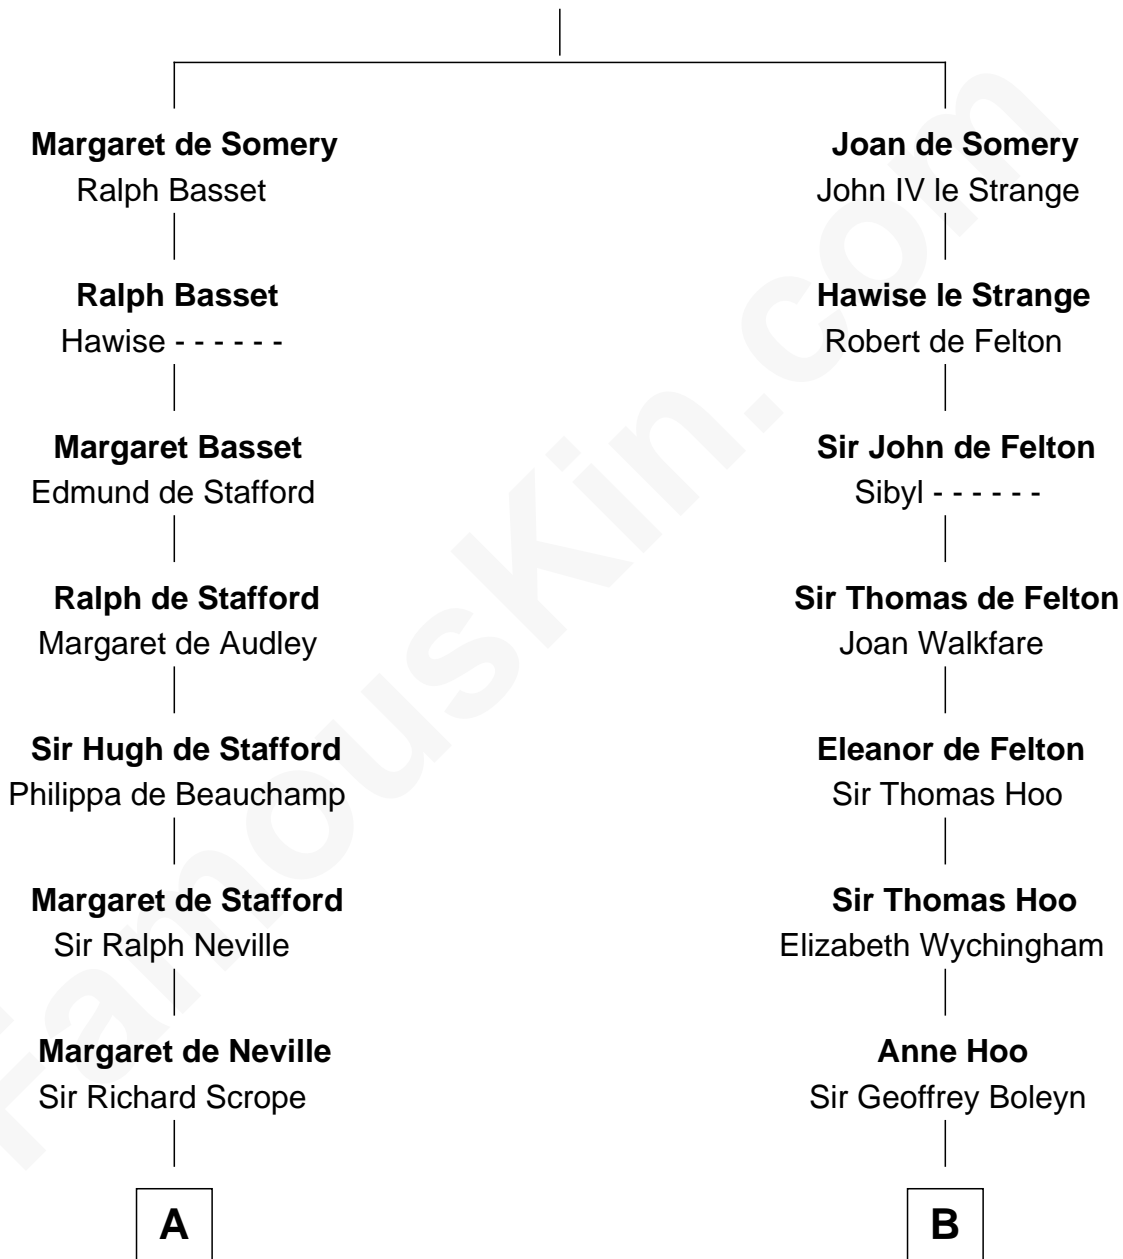 Margaret de Somery
Ralph Basset
Ralph Basset
Hawise - - - - - -
Margaret Basset
Edmund de Stafford
Ralph de Stafford
Margaret de Audley
Sir Hugh de Stafford
Philippa de Beauchamp
Margaret de Stafford
Sir Ralph Neville
Margaret de Neville
Sir Richard Scrope
A
Joan de Somery
John IV le Strange
Hawise le Strange
Robert de Felton
Sir John de Felton
Sibyl - - - - - -
Sir Thomas de Felton
Joan Walkfare
Eleanor de Felton
Sir Thomas Hoo
Sir Thomas Hoo
Elizabeth Wychingham
Anne Hoo
Sir Geoffrey Boleyn
B
FamousKin.com